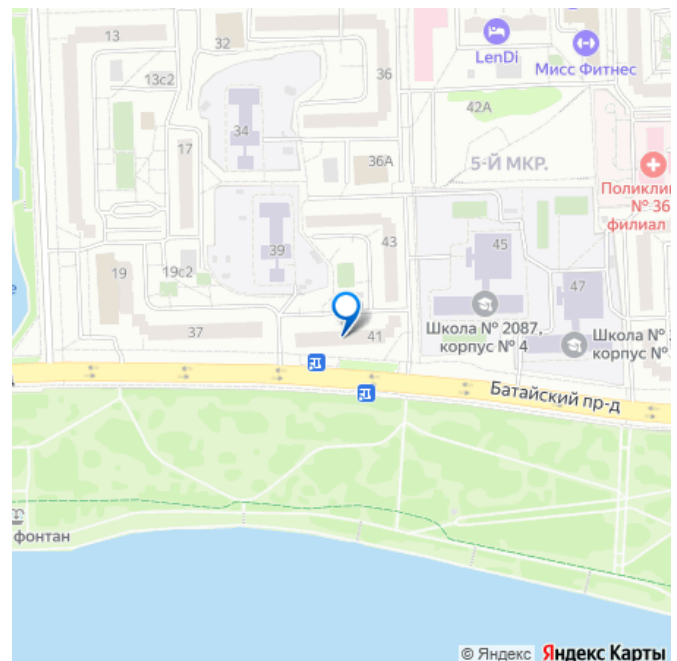 13
32
13с2
36
LenDi
Мисс Фитнес
42А
34
17
36А
5-Й МКР.
Поликлин
№ 36
филиал
39
43
45
19
19с2
47
е
37
41
Школа № 2087,
корпус № 4
Школа №
корпус №
Батайский пр-д
фонтан
© Яндекс Яндекс Карты